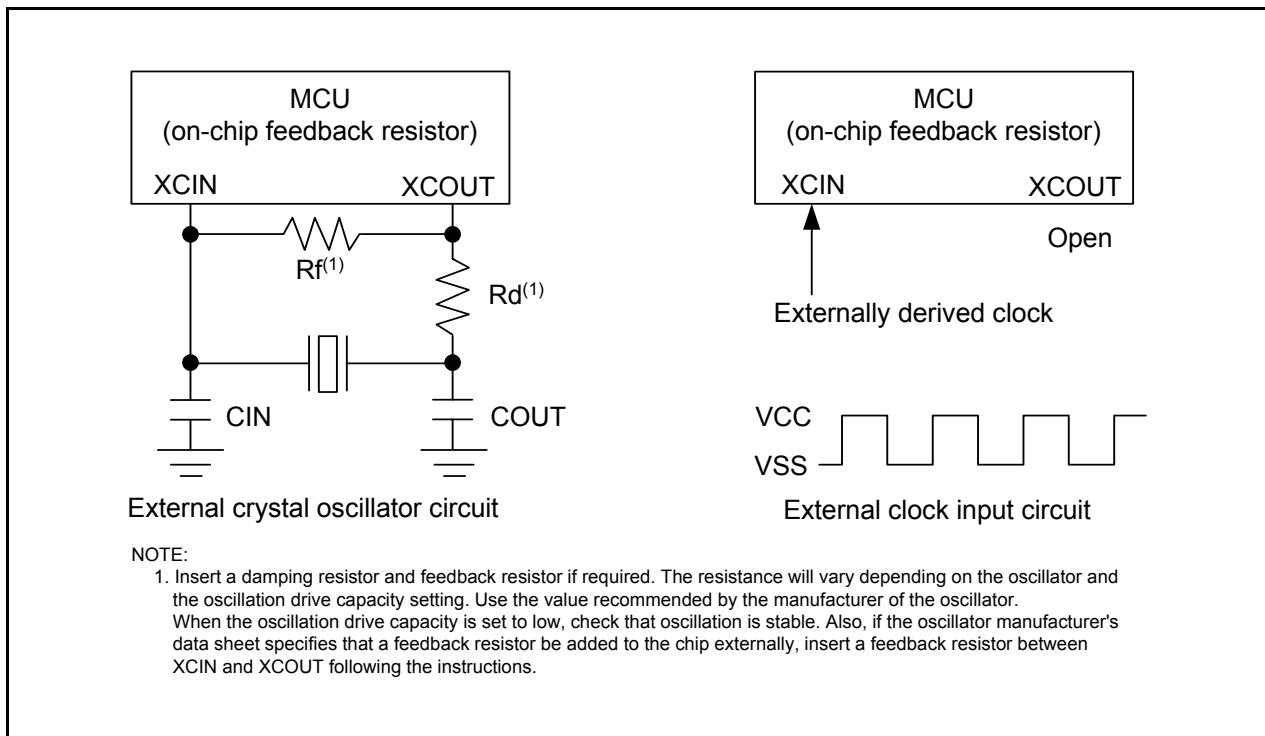 MCU
(on-chip feedback resistor)
XCIN
XCOUT
Rf(1)
Rd(1)
CIN
COUT
External crystal oscillator circuit
MCU
(on-chip feedback resistor)
XCIN
XCOUT
Open
Externally derived clock
VCC
VSS
External clock input circuit
NOTE:
1. Insert a damping resistor and feedback resistor if required. The resistance will vary depending on the oscillator and
the oscillation drive capacity setting. Use the value recommended by the manufacturer of the oscillator.
When the oscillation drive capacity is set to low, check that oscillation is stable. Also, if the oscillator manufacturer's
data sheet specifies that a feedback resistor be added to the chip externally, insert a feedback resistor between
XCIN and XCOUT following the instructions.